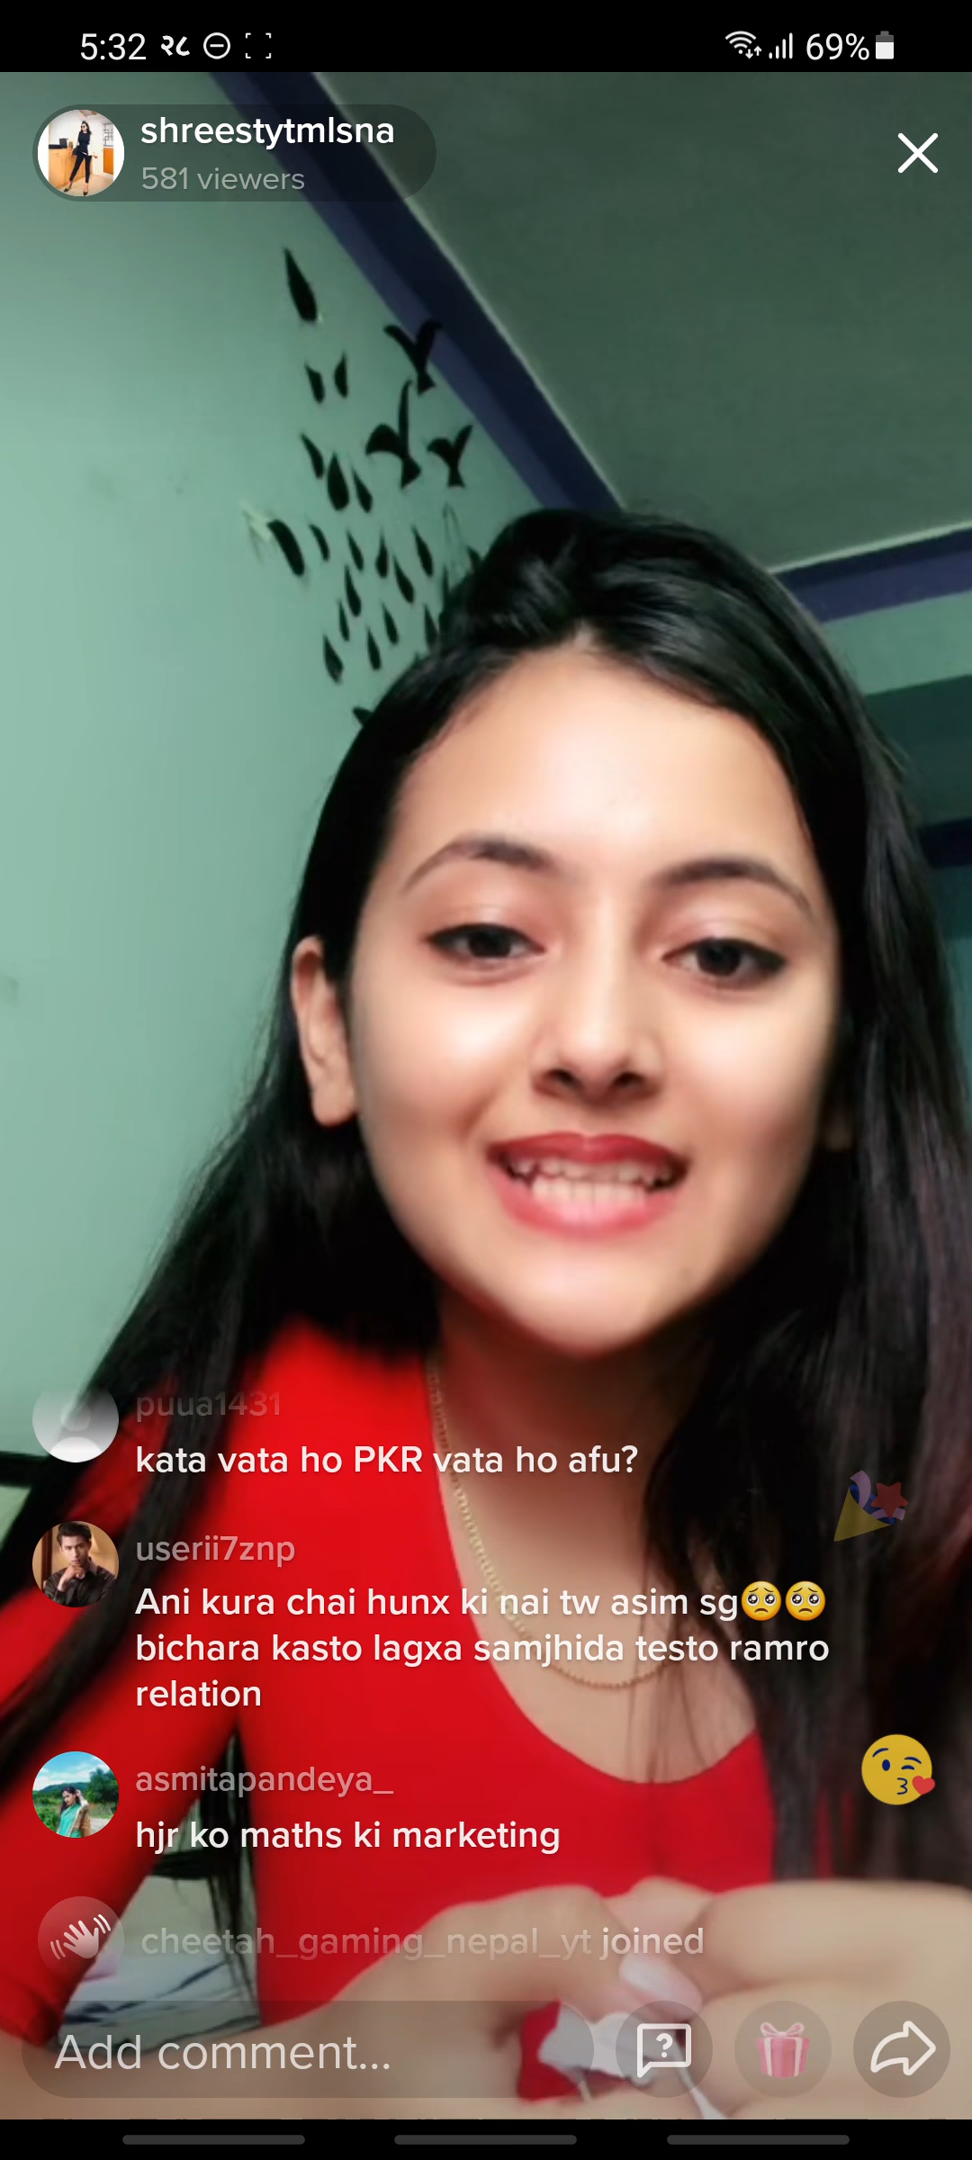 5:32 २८ 69%
shreestytmlsna
581 viewers
puua1431
kata vata ho PKR vata ho afu?
userii7znp
Ani kura chai hunx ki nai tw asim sg🥺🥺
bichara kasto lagxa samjhida testo ramro
relation
asmitapandeya_
hjr ko maths ki marketing
cheetah_gaming_nepal_yt joined
Add comment...